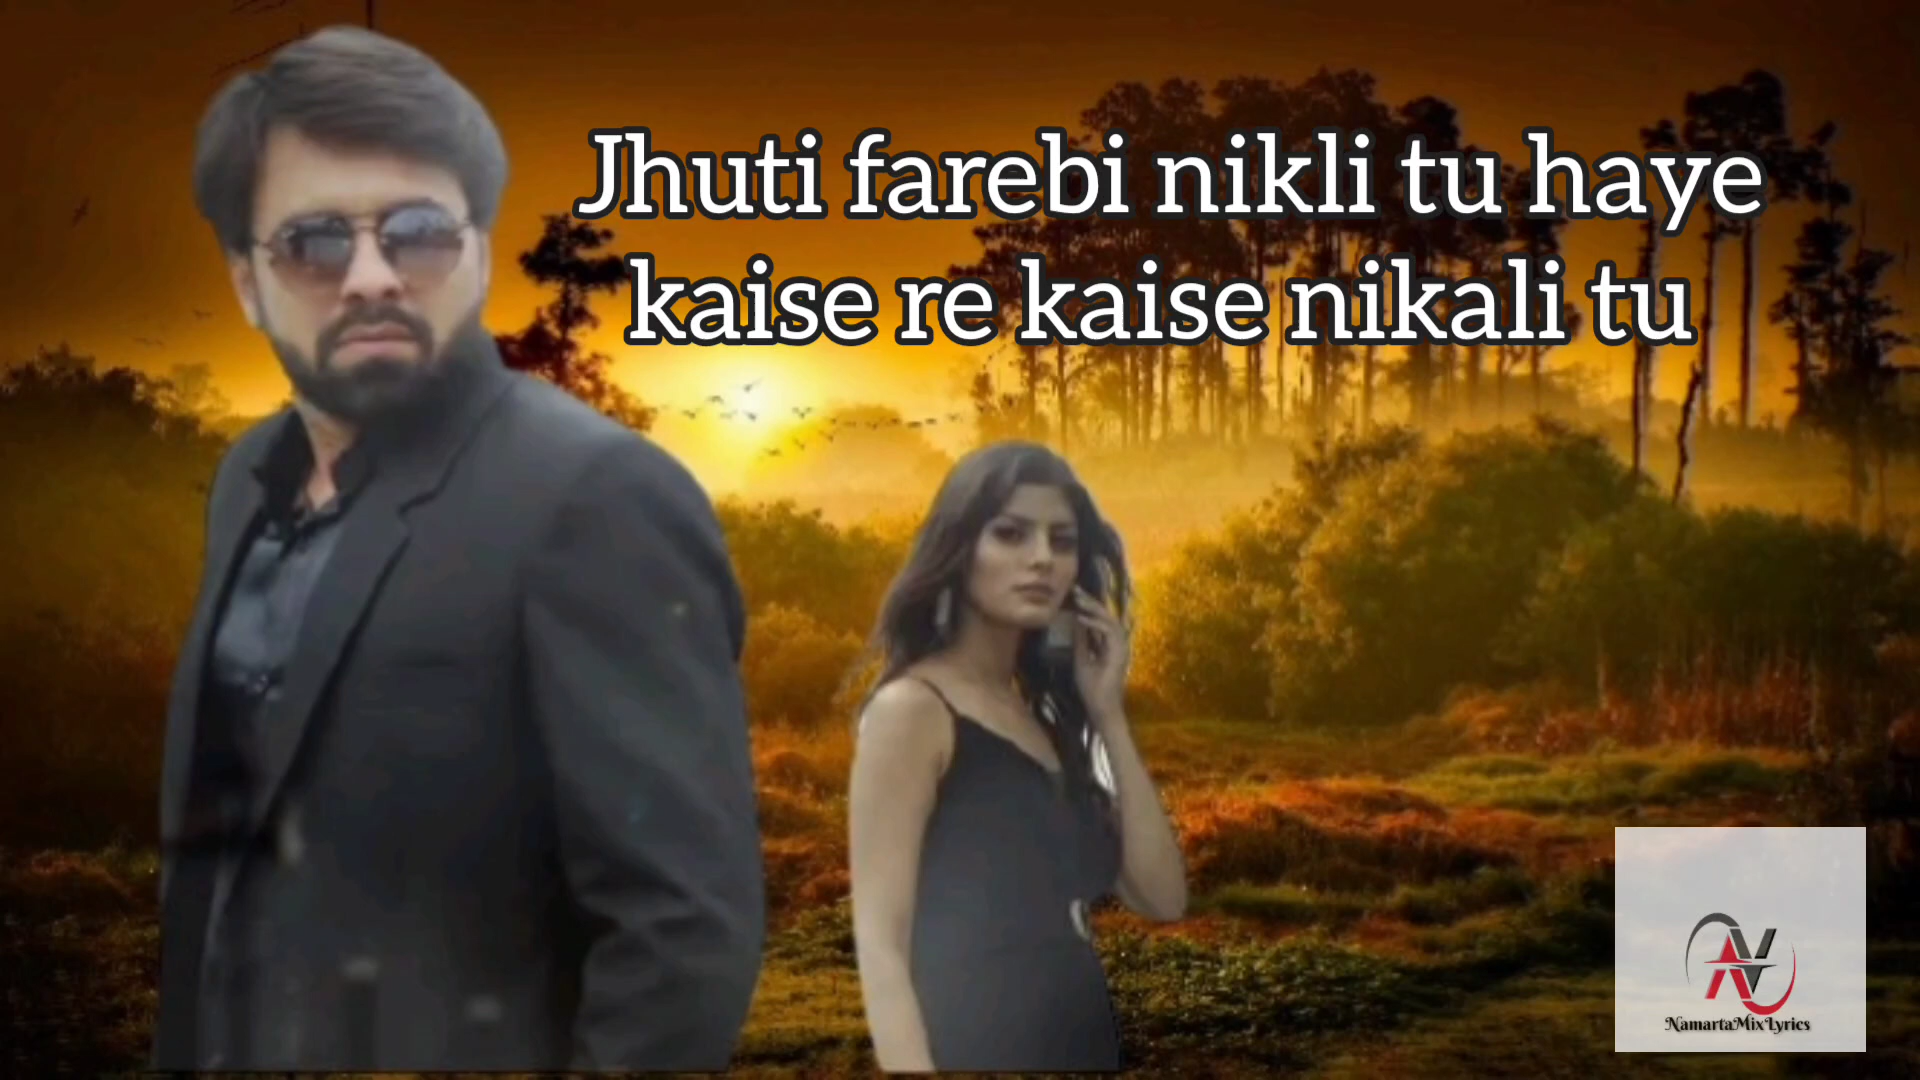 Jhuti farebi nikli tu haye
kaise re kaise nikali tu
NamartaMixLyrics